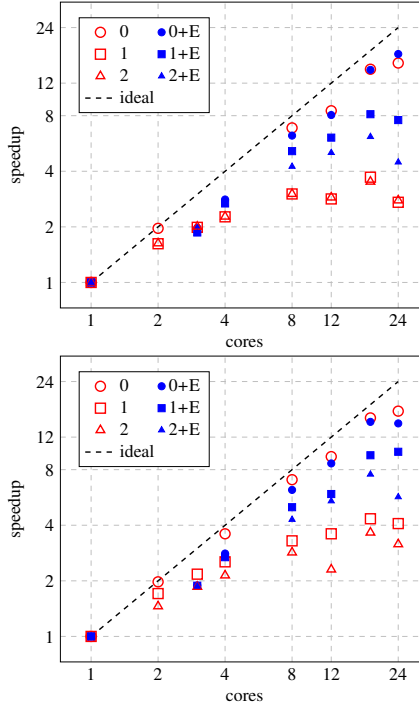 0 0+E
1 1+E
2 2+E
ideal
24
12
8
4
2
1
speedup
1 2 4 8 12 24
cores
0 0+E
1 1+E
2 2+E
ideal
24
12
8
4
2
1
speedup
1 2 4 8 12 24
cores